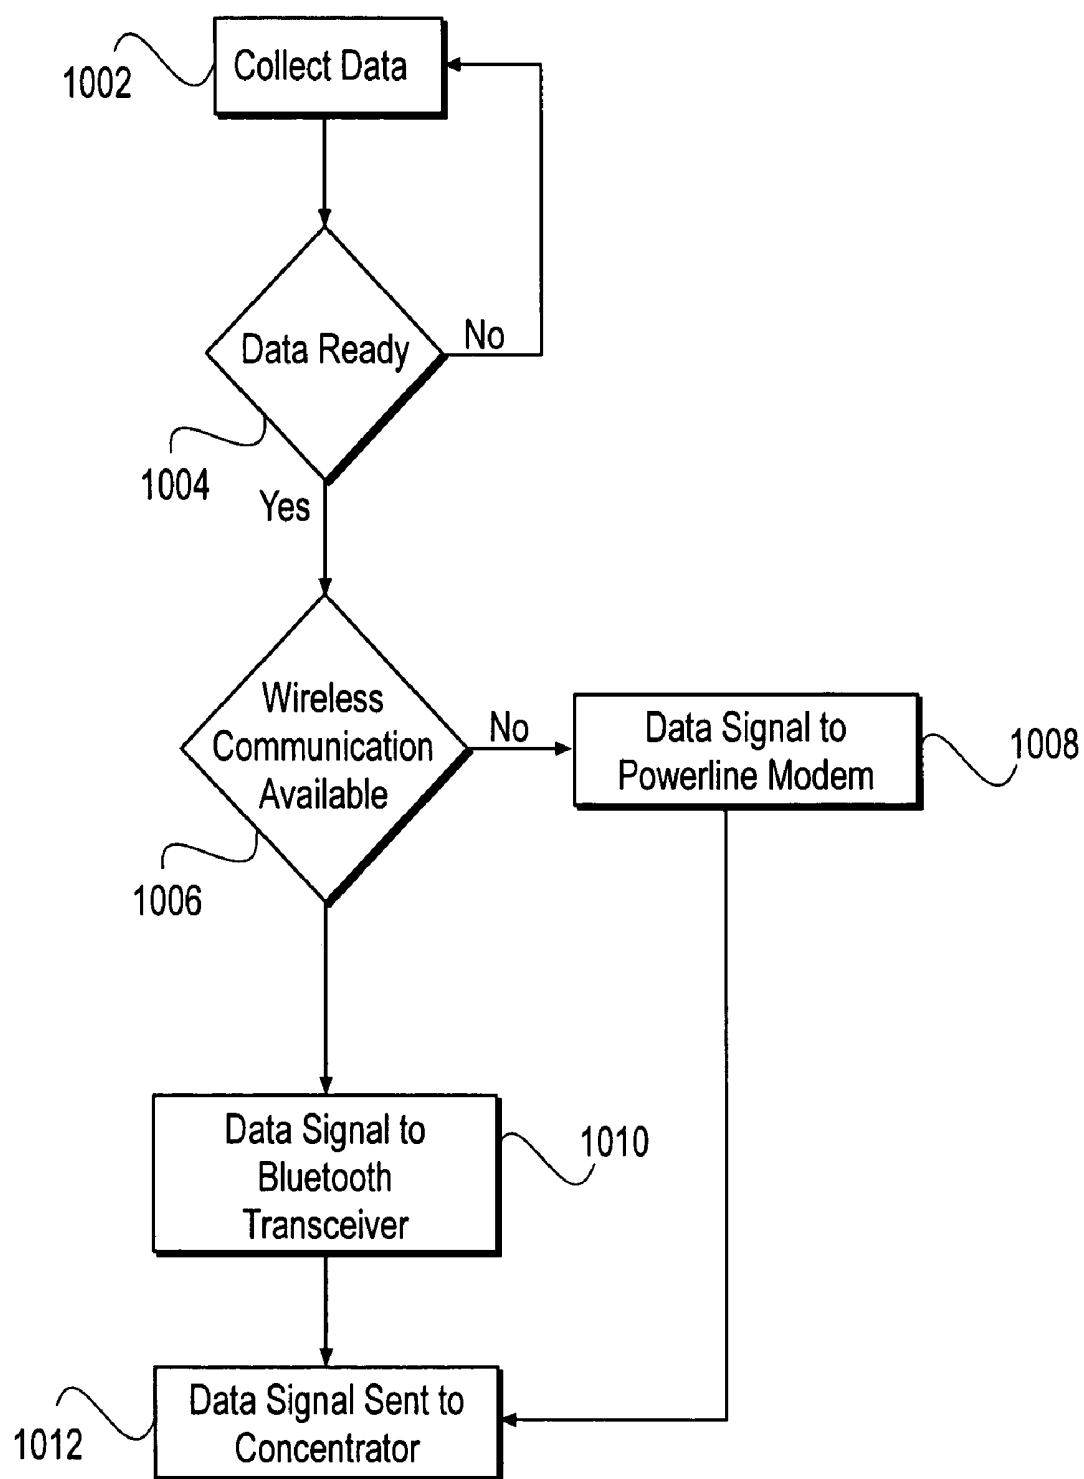 Collect Data
1002
Data Ready
No
1004
Yes
Wireless
Communication
Available
No
Data Signal to
Powerline Modem
1008
1006
Data Signal to
Bluetooth
Transceiver
1010
Data Signal Sent to
Concentrator
1012